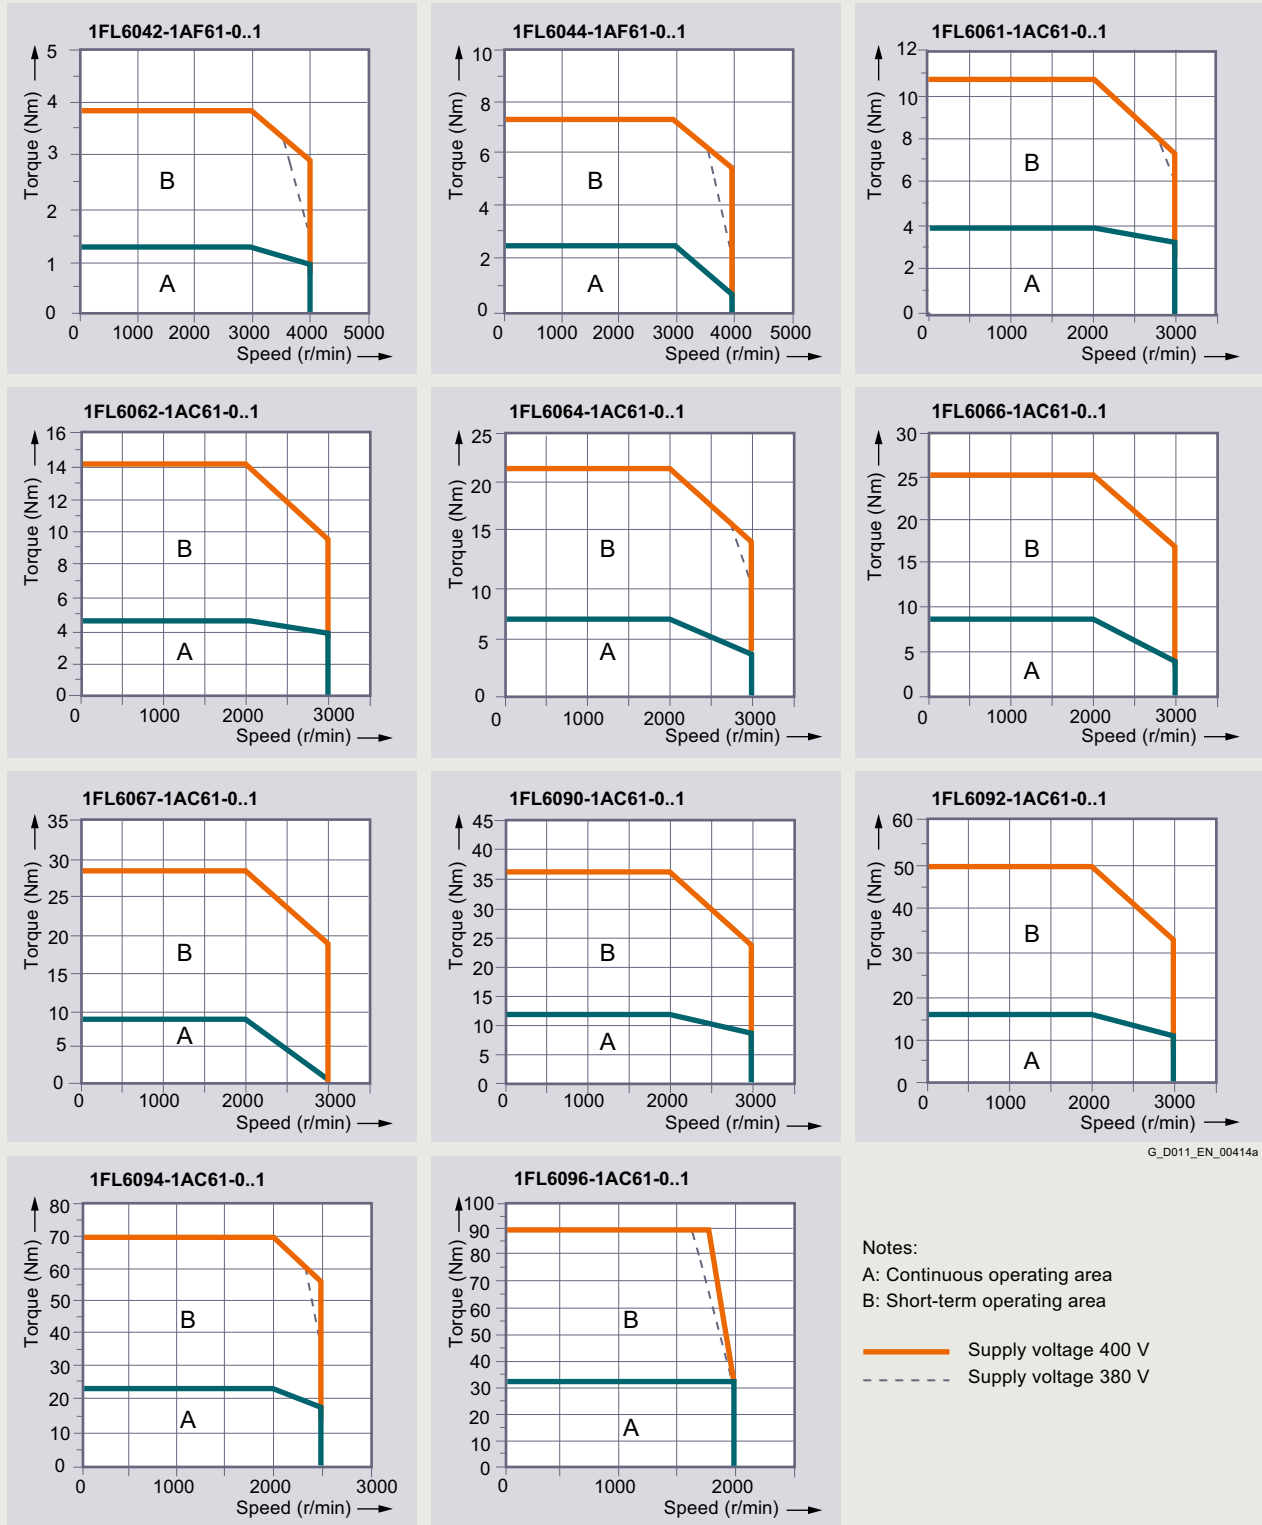 1FL6042-1AF61-0..1
Torque (Nm)
5
4
3
2
1
0
B
A
0 1000 2000 3000 4000 5000
Speed (r/min)
1FL6044-1AF61-0..1
Torque (Nm)
10
8
6
4
2
0
B
A
0 1000 2000 3000 4000 5000
Speed (r/min)
1FL6061-1AC61-0..1
Torque (Nm)
12
10
8
6
4
2
0
B
A
0 1000 2000 3000
Speed (r/min)
1FL6062-1AC61-0..1
Torque (Nm)
16
14
12
10
8
6
4
2
0
B
A
0 1000 2000 3000
Speed (r/min)
1FL6064-1AC61-0..1
Torque (Nm)
25
20
15
10
5
0
B
A
0 1000 2000 3000
Speed (r/min)
1FL6066-1AC61-0..1
Torque (Nm)
30
25
20
15
10
5
0
B
A
0 1000 2000 3000
Speed (r/min)
1FL6067-1AC61-0..1
Torque (Nm)
35
30
25
20
15
10
5
0
B
A
0 1000 2000 3000
Speed (r/min)
1FL6090-1AC61-0..1
Torque (Nm)
45
40
35
30
25
20
15
10
5
0
B
A
0 1000 2000 3000
Speed (r/min)
1FL6092-1AC61-0..1
Torque (Nm)
60
50
40
30
20
10
0
B
A
0 1000 2000 3000
Speed (r/min)
G_D011_EN_00414a
1FL6094-1AC61-0..1
Torque (Nm)
80
70
60
50
40
30
20
10
0
B
A
0 1000 2000 3000
Speed (r/min)
1FL6096-1AC61-0..1
Torque (Nm)
100
90
80
70
60
50
40
30
20
10
0
B
A
0 1000 2000
Speed (r/min)
Notes:
A: Continuous operating area
B: Short-term operating area
Supply voltage 400 V
Supply voltage 380 V